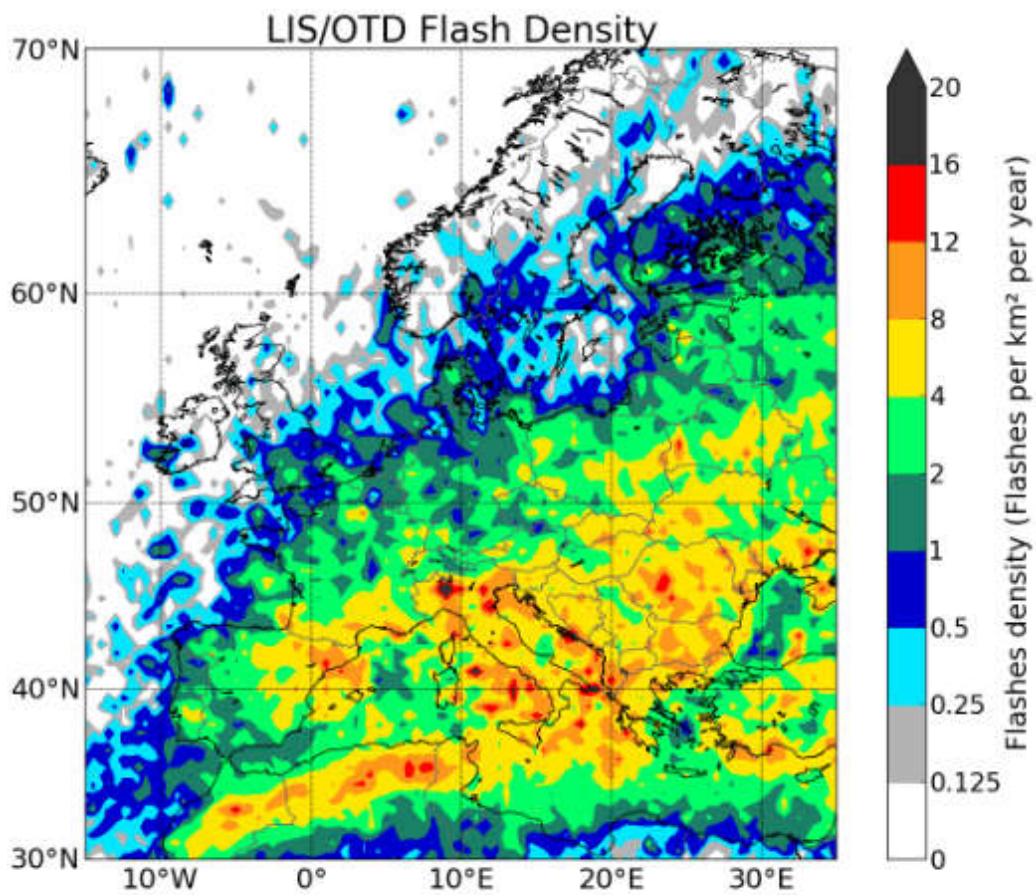 LIS/OTD Flash Density
70°N
60°N
50°N
40°N
30°N
10°W
0°
10°E
20°E
30°E
20
16
12
8
4
2
1
0.5
0.25
0.125
0
Flashes density (Flashes per km² per year)